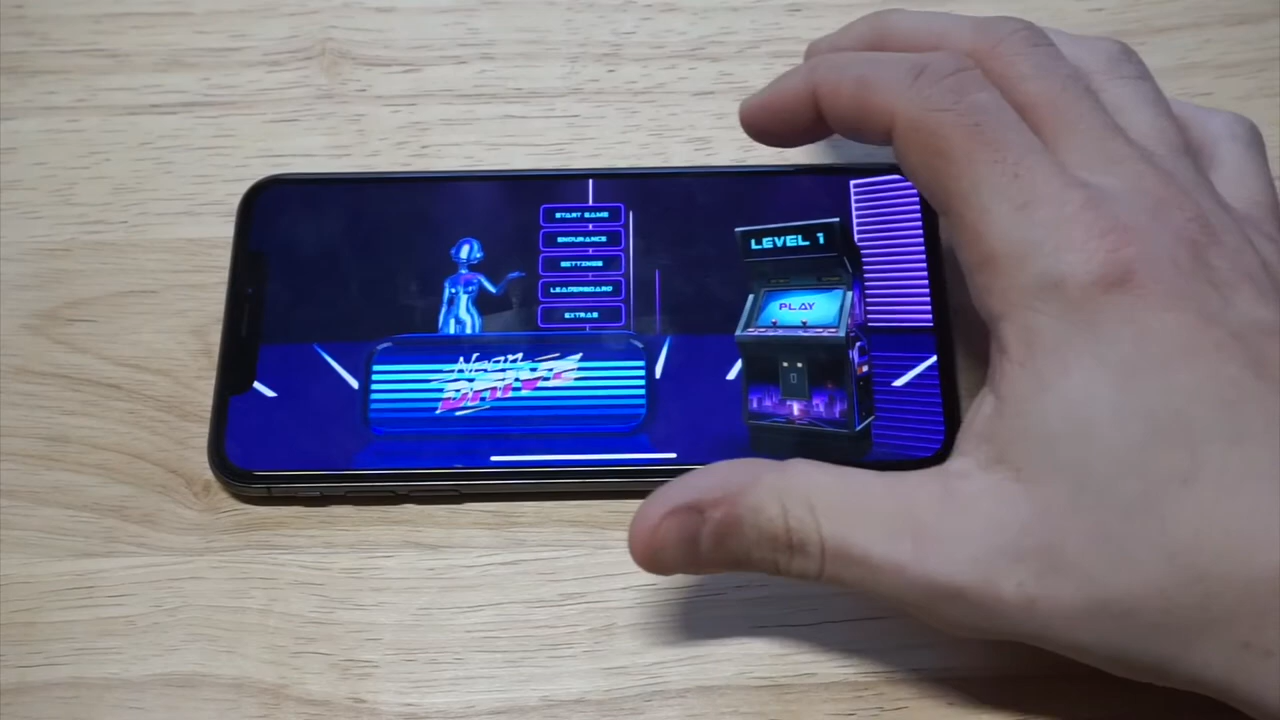 START GAME
ENDURANCE
SETTINGS
LEADERBOARD
EXTRAS
Neon
DRIVE
LEVEL 1
PLAY